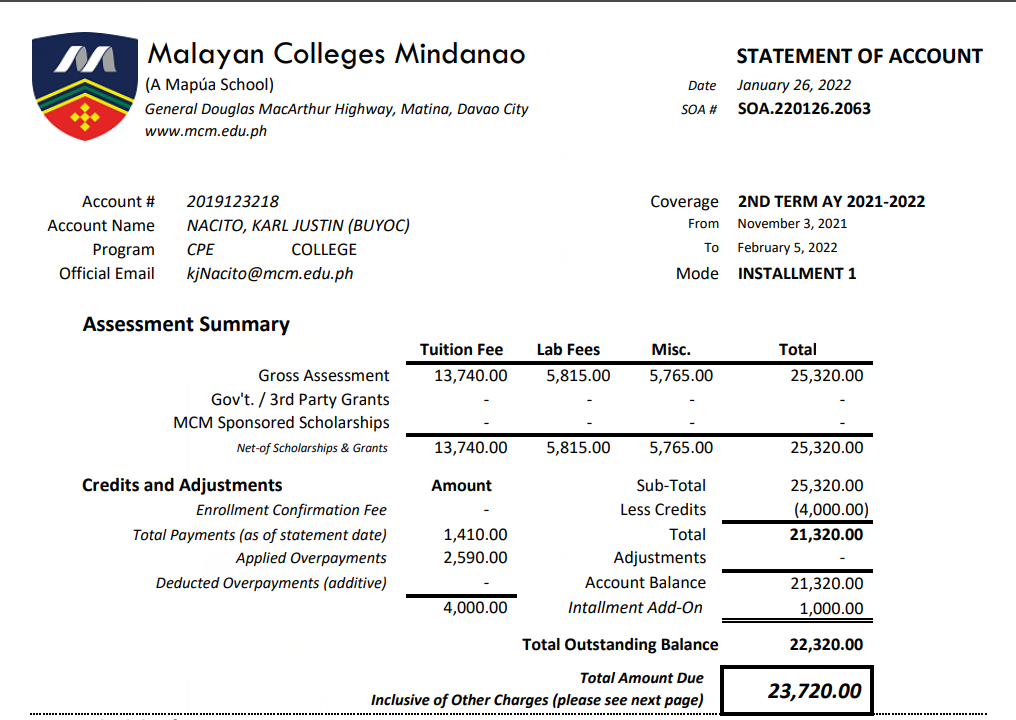 Malayan Colleges Mindanao
(A Mapúa School)
General Douglas MacArthur Highway, Matina, Davao City
www.mcm.edu.ph
STATEMENT OF ACCOUNT
Date January 26, 2022
SOA # SOA.220126.2063
Account # 2019123218
Account Name NACITO, KARL JUSTIN (BUYOC)
Program CPE COLLEGE
Official Email kjNacito@mcm.edu.ph
Coverage 2ND TERM AY 2021-2022
From November 3, 2021
To February 5, 2022
Mode INSTALLMENT 1
Assessment Summary
Tuition Fee Lab Fees Misc. Total
Gross Assessment 13,740.00 5,815.00 5,765.00 25,320.00
Gov't. / 3rd Party Grants - - - -
MCM Sponsored Scholarships - - - -
Net-of Scholarships & Grants 13,740.00 5,815.00 5,765.00 25,320.00
Credits and Adjustments Amount
Enrollment Confirmation Fee -
Total Payments (as of statement date) 1,410.00
Applied Overpayments 2,590.00
Deducted Overpayments (additive) -
4,000.00
Sub-Total 25,320.00
Less Credits (4,000.00)
Total 21,320.00
Adjustments -
Account Balance 21,320.00
Intallment Add-On 1,000.00
Total Outstanding Balance 22,320.00
Total Amount Due
Inclusive of Other Charges (please see next page) 23,720.00